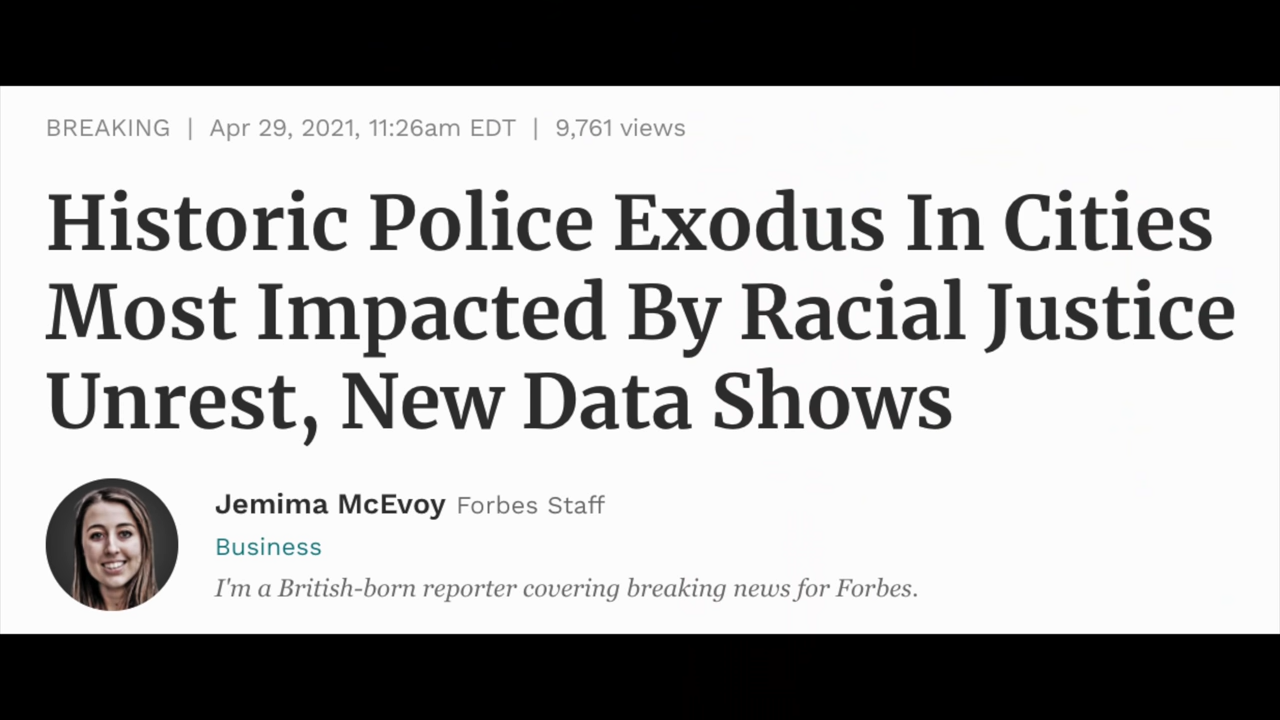 BREAKING | Apr 29, 2021, 11:26am EDT | 9,761 views
Historic Police Exodus In Cities
Most Impacted By Racial Justice
Unrest, New Data Shows
Jemima McEvoy Forbes Staff
Business
I'm a British-born reporter covering breaking news for Forbes.